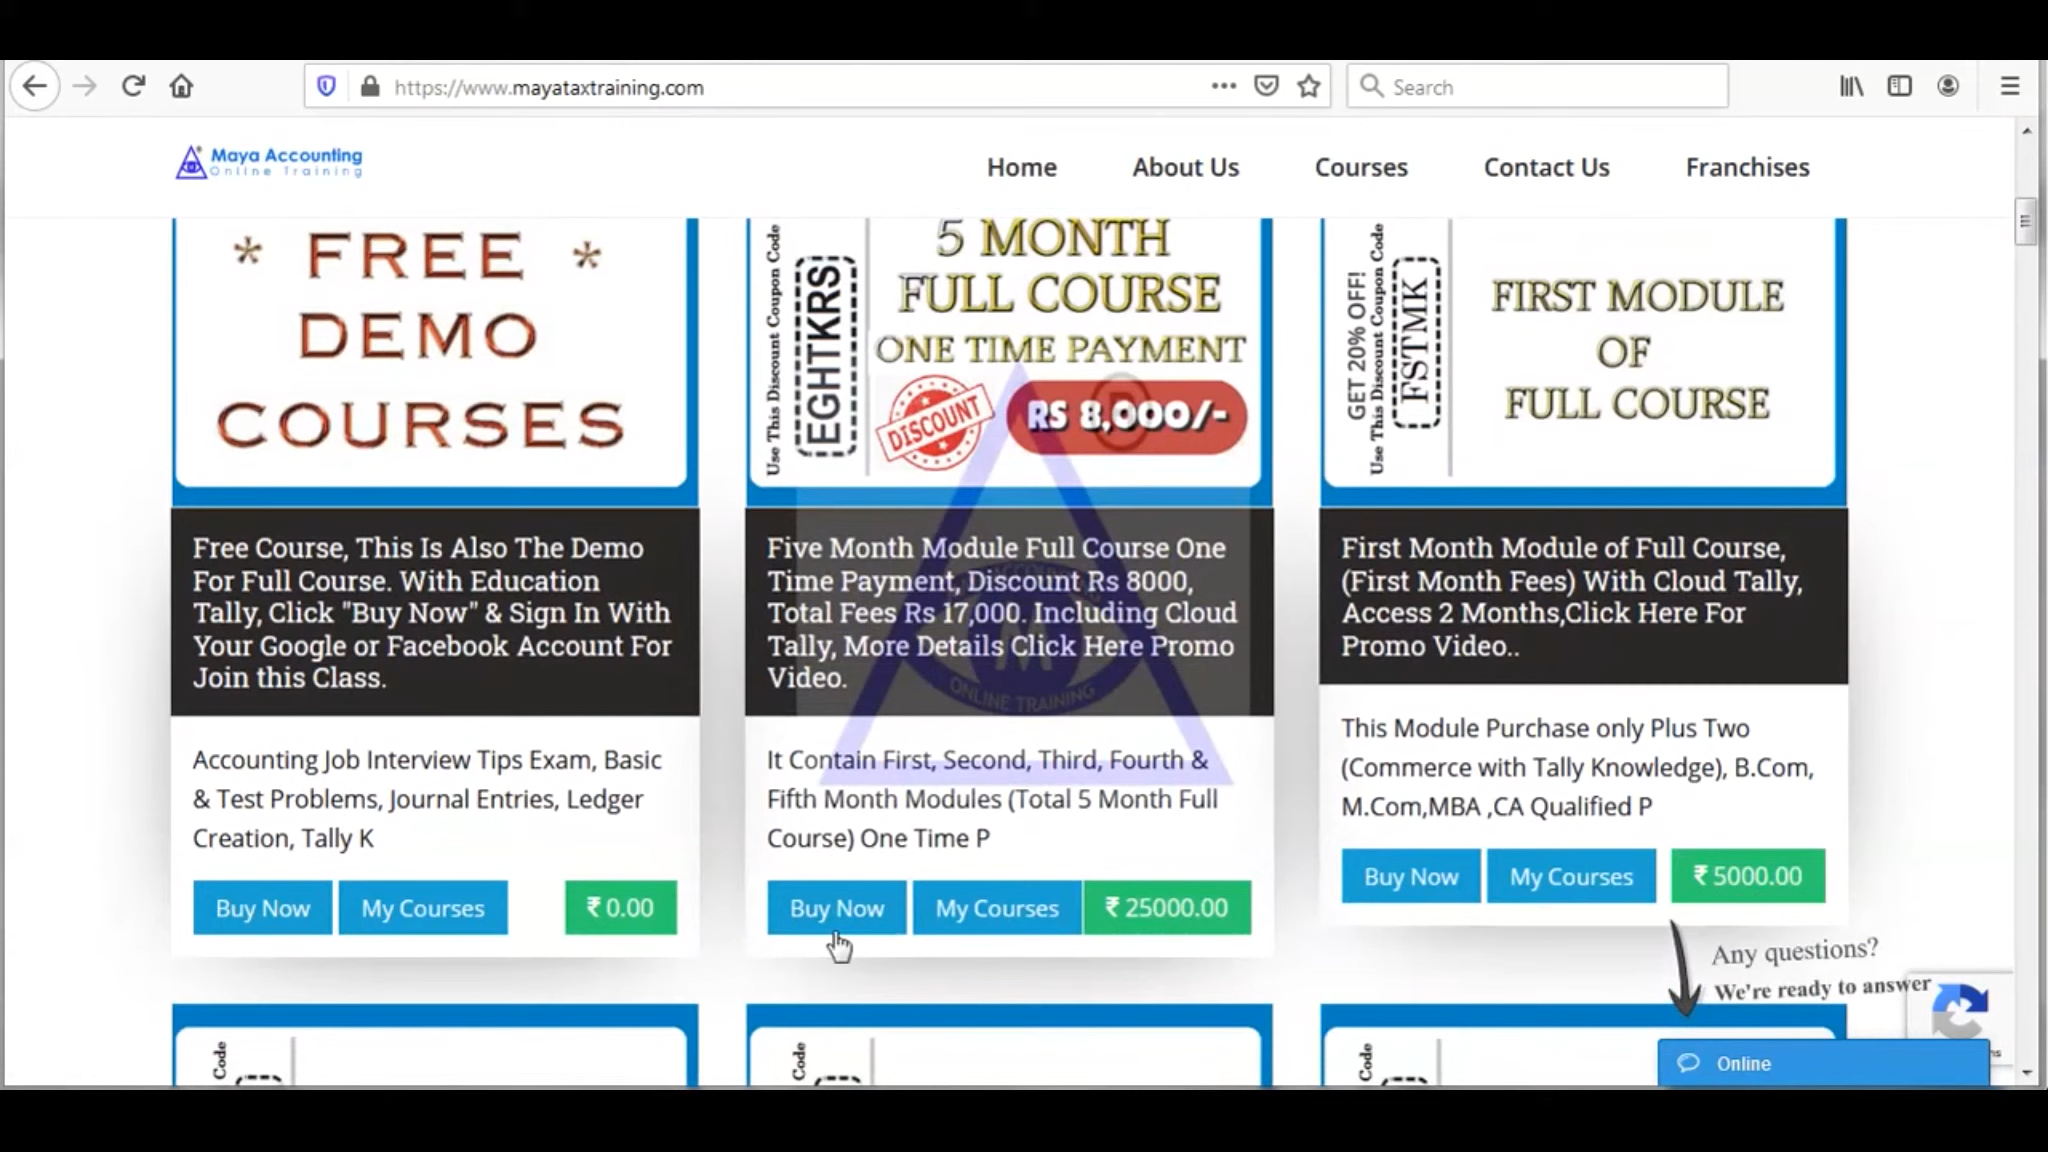 https://www.mayataxtraining.com
Search
Maya Accounting
Online Training
Home
About Us
Courses
Contact Us
Franchises
* FREE *
DEMO
COURSES
Use This Discount Coupon Code
EGHTKRS
5 MONTH
FULL COURSE
ONE TIME PAYMENT
DISCOUNT
RS 8,000/-
GET 20% OFF!
Use This Discount Coupon Code
FSTMK
FIRST MODULE
OF
FULL COURSE
Free Course, This Is Also The Demo
For Full Course. With Education
Tally, Click "Buy Now" & Sign In With
Your Google or Facebook Account For
Join this Class.
Accounting Job Interview Tips Exam, Basic
& Test Problems, Journal Entries, Ledger
Creation, Tally K
Buy Now
My Courses
₹ 0.00
Five Month Module Full Course One
Time Payment, Discount Rs 8000,
Total Fees Rs 17,000. Including Cloud
Tally, More Details Click Here Promo
Video.
M
ONLINE TRAINING
It Contain First, Second, Third, Fourth &
Fifth Month Modules (Total 5 Month Full
Course) One Time P
Buy Now
My Courses
₹ 25000.00
First Month Module of Full Course,
(First Month Fees) With Cloud Tally,
Access 2 Months,Click Here For
Promo Video..
This Module Purchase only Plus Two
(Commerce with Tally Knowledge), B.Com,
M.Com,MBA ,CA Qualified P
Buy Now
My Courses
₹ 5000.00
Any questions?
We're ready to answer
Code
Code
Code
Online